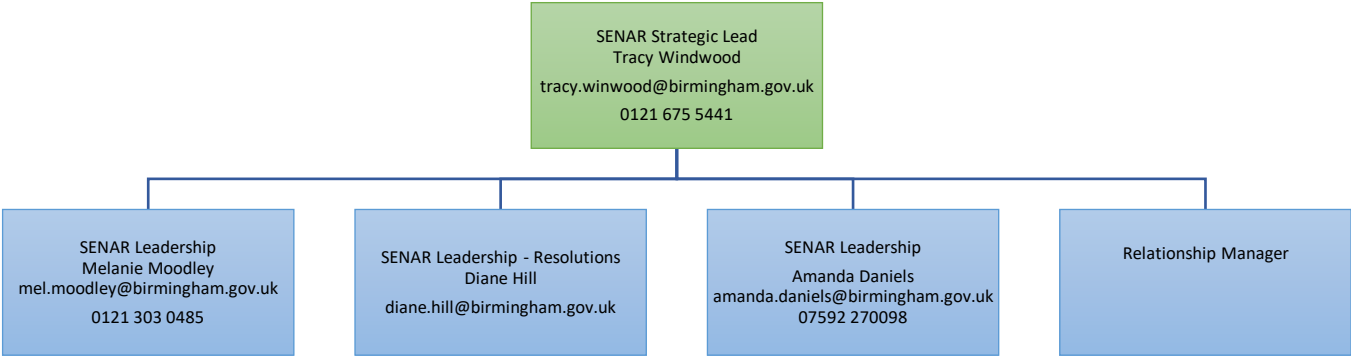 SENAR Strategic Lead
Tracy Windwood
tracy.winwood@birmingham.gov.uk
0121 675 5441
SENAR Leadership
Melanie Moodley
mel.moodley@birmingham.gov.uk
0121 303 0485
SENAR Leadership - Resolutions
Diane Hill
diane.hill@birmingham.gov.uk
SENAR Leadership
Amanda Daniels
amanda.daniels@birmingham.gov.uk
07592 270098
Relationship Manager